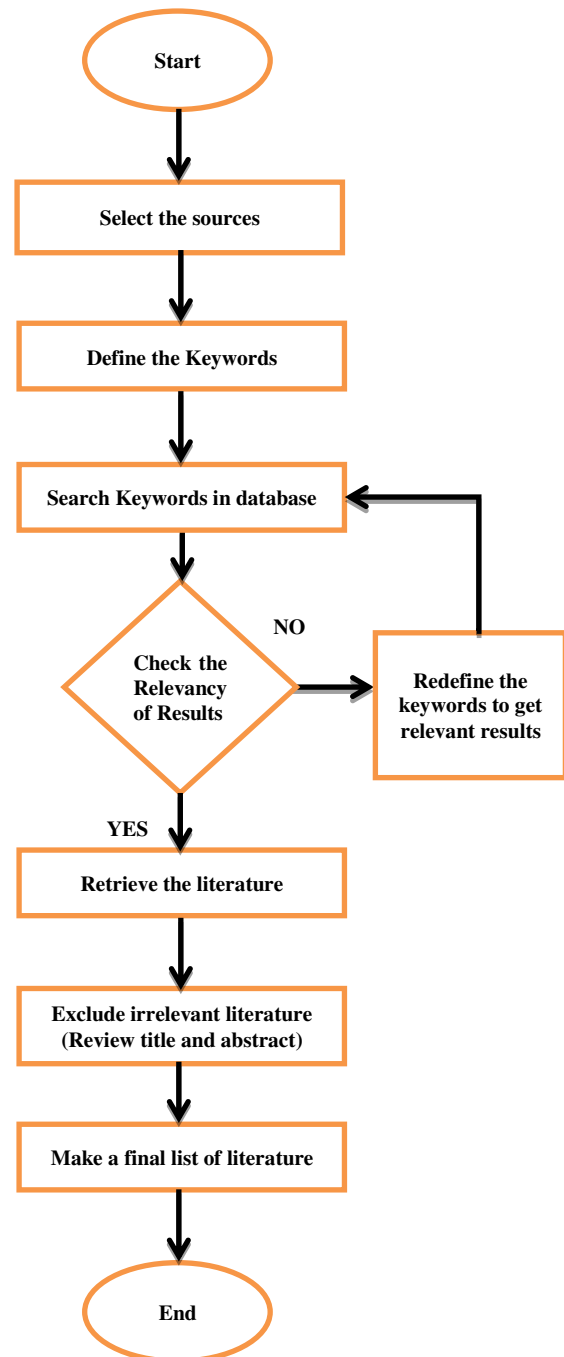 Start
Select the sources
Define the Keywords
Search Keywords in database
NO
Check the
Relevancy
of Results
Redefine the
keywords to get
relevant results
YES
Retrieve the literature
Exclude irrelevant literature
(Review title and abstract)
Make a final list of literature
End